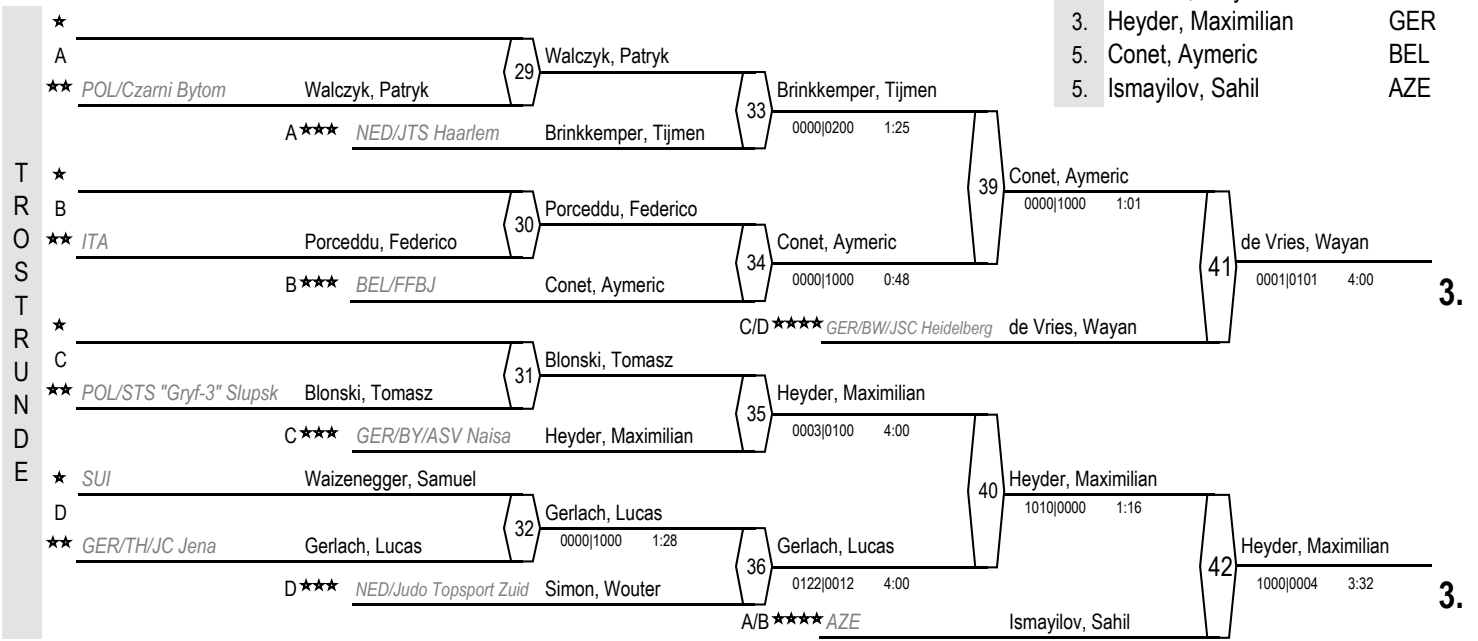 3. Heyder, Maximilian GER
5. Conet, Aymeric BEL
5. Ismayilov, Sahil AZE
TROSTRUNDE
A
Walczyk, Patryk
29
POL/Czarni Bytom Walczyk, Patryk
Brinkkemper, Tijmen
33
A NED/JTS Haarlem Brinkkemper, Tijmen
0000|0200 1:25
Conet, Aymeric
39
0000|1000 1:01
B
Porceddu, Federico
30
ITA Porceddu, Federico
Conet, Aymeric
34
B BEL/FFBJ Conet, Aymeric
0000|1000 0:48
de Vries, Wayan
41
0001|0101 4:00
3.
C/D GER/BW/JSC Heidelberg de Vries, Wayan
C
Blonski, Tomasz
31
POL/STS "Gryf-3" Slupsk Blonski, Tomasz
Heyder, Maximilian
35
C GER/BY/ASV Naisa Heyder, Maximilian
0003|0100 4:00
SUI Waizenegger, Samuel
Heyder, Maximilian
40
1010|0000 1:16
D
Gerlach, Lucas
32
0000|1000 1:28
GER/TH/JC Jena Gerlach, Lucas
Gerlach, Lucas
36
0122|0012 4:00
D NED/Judo Topsport Zuid Simon, Wouter
Heyder, Maximilian
42
1000|0004 3:32
3.
A/B AZE Ismayilov, Sahil